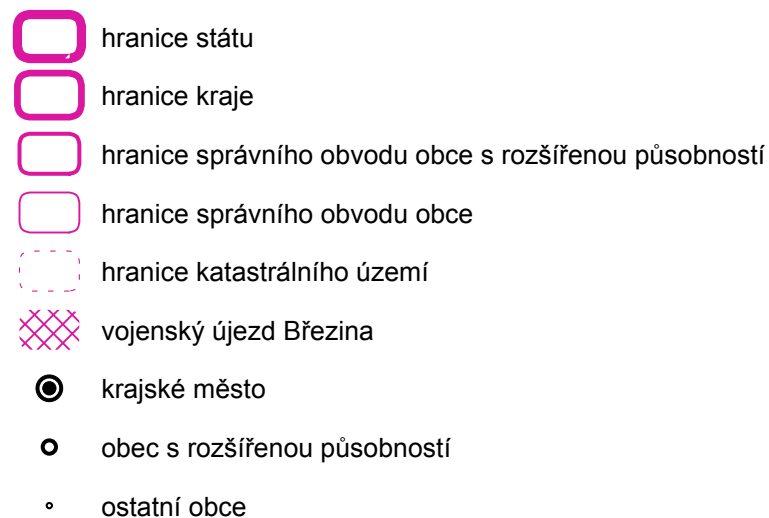 hranice státu
hranice kraje
hranice správního obvodu obce s rozšířenou působností
hranice správního obvodu obce
hranice katastrálního území
vojenský újezd Březina
krajské město
obec s rozšířenou působností
ostatní obce